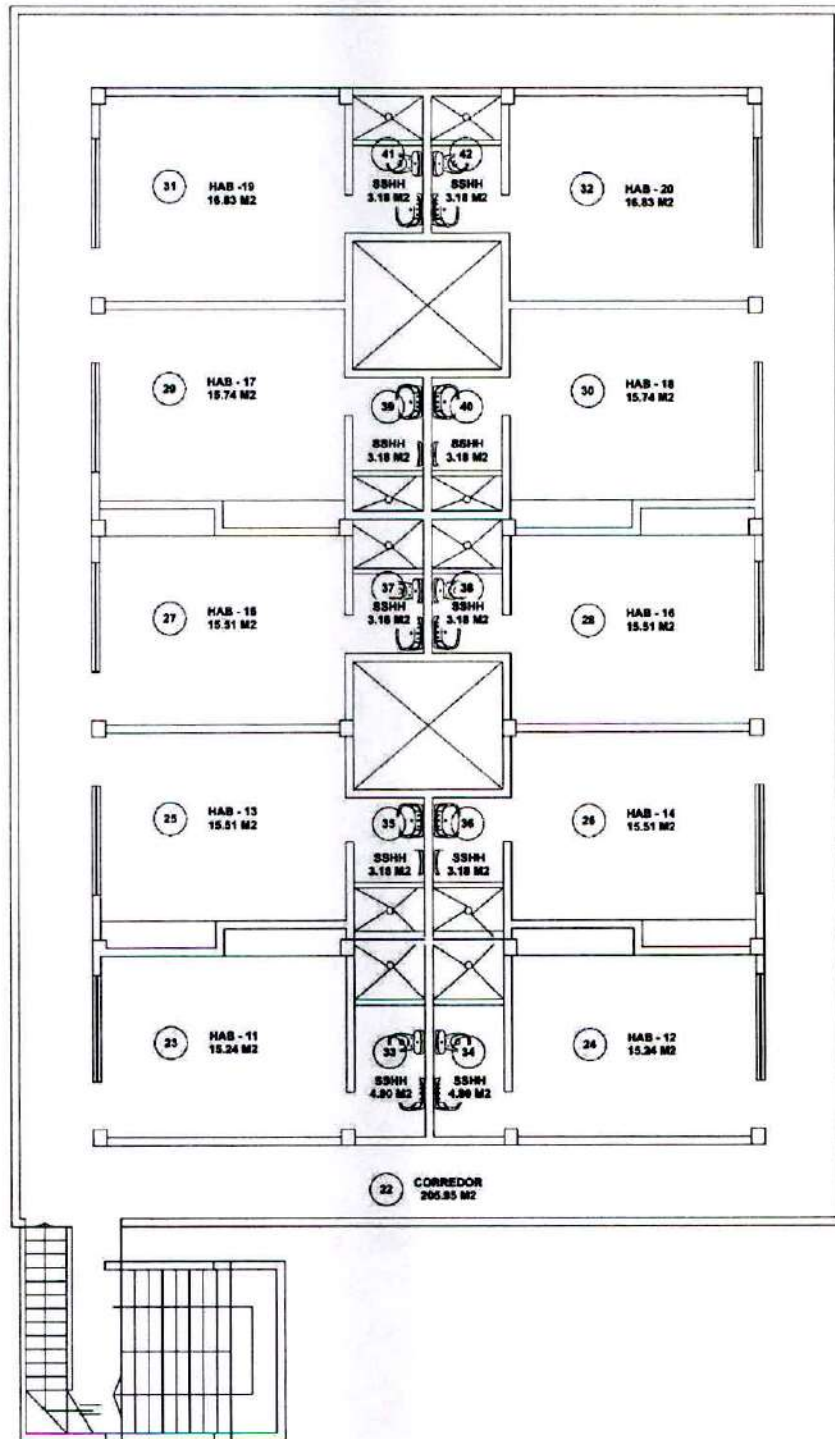 41
42
31
HAB -19
16.83 M2
SSHH
3.18 M2
SSHH
3.18 M2
32
HAB - 20
16.83 M2
29
HAB - 17
15.74 M2
39
40
30
HAB - 18
15.74 M2
SSHH
3.18 M2
SSHH
3.18 M2
37
38
27
HAB - 15
15.51 M2
SSHH
3.18 M2
SSHH
3.18 M2
28
HAB - 16
15.51 M2
25
HAB - 13
15.51 M2
35
36
26
HAB - 14
15.51 M2
SSHH
3.18 M2
SSHH
3.18 M2
23
HAB - 11
15.24 M2
33
34
24
HAB - 12
15.24 M2
SSHH
4.90 M2
SSHH
4.90 M2
22
CORREDOR
205.95 M2